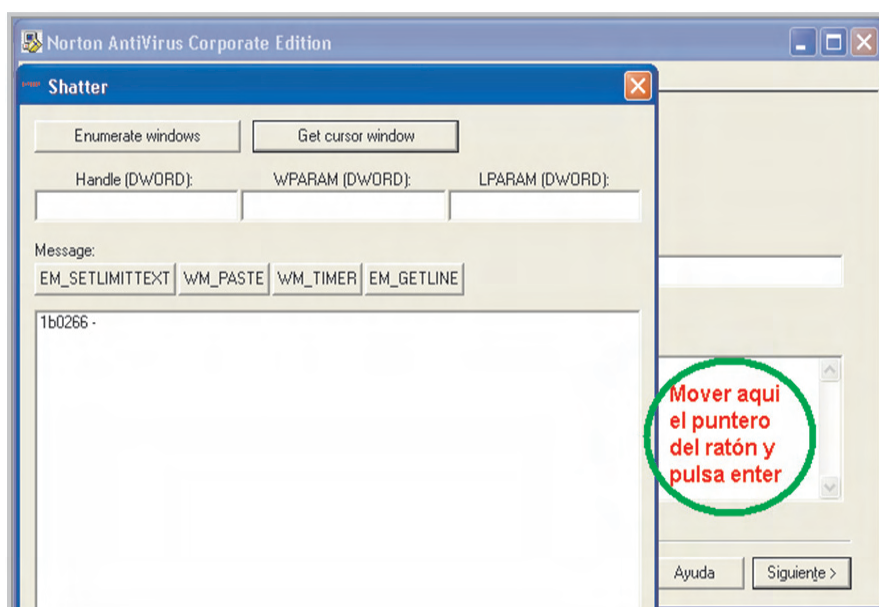 Norton AntiVirus Corporate Edition
Shatter
Enumerate windows
Get cursor window
Handle (DWORD):
WPARAM (DWORD):
LPARAM (DWORD):
Message:
EM_SETLIMITTEXT
WM_PASTE
WM_TIMER
EM_GETLINE
1b0266 -
Mover aqui
el puntero
del ratón y
pulsa enter
Ayuda
Siguiente >